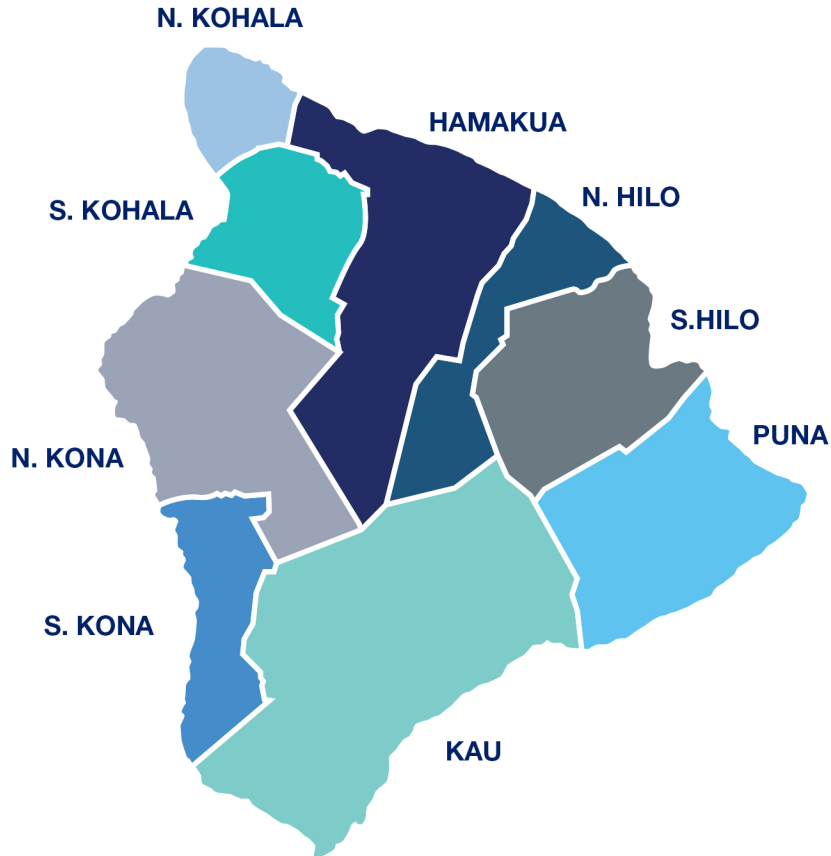 N. KOHALA
HAMAKUA
N. HILO
S. KOHALA
S.HILO
PUNA
N. KONA
S. KONA
KAU